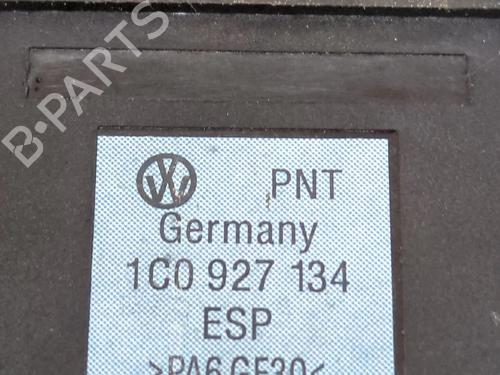 B-PARTS
PNT
Germany
1C0 927 134
ESP
>PA6 GF30<